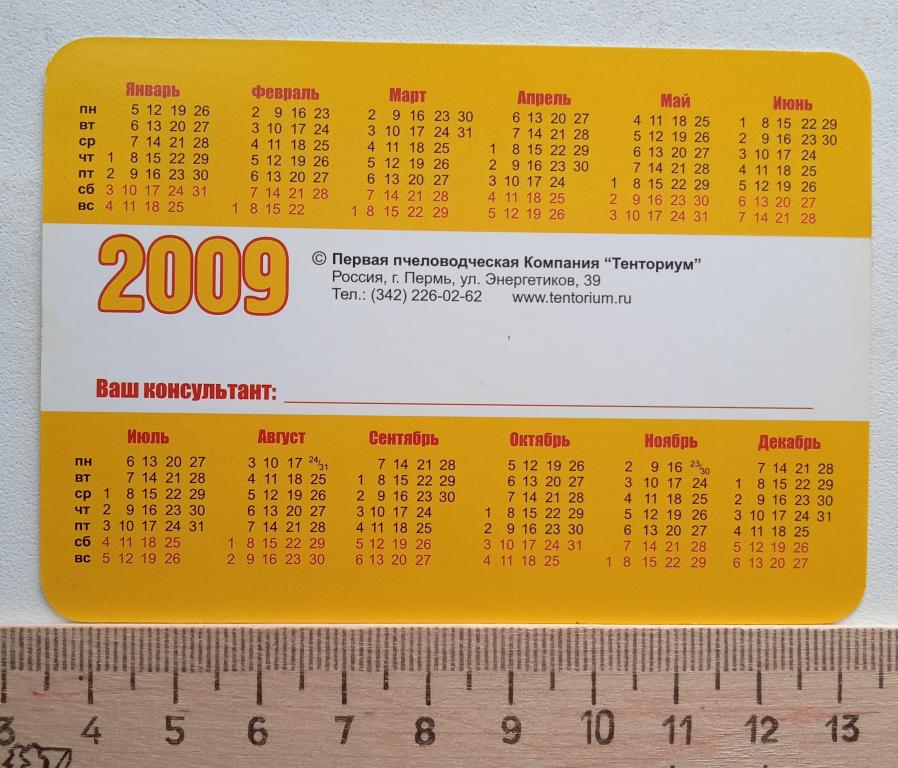 Январь Февраль Март Апрель Май Июнь
пн 5 12 19 26 2 9 16 23 2 9 16 23 30 6 13 20 27 4 11 18 25 1 8 15 22 29
вт 6 13 20 27 3 10 17 24 3 10 17 24 31 7 14 21 28 5 12 19 26 2 9 16 23 30
ср 7 14 21 28 4 11 18 25 4 11 18 25 1 8 15 22 29 6 13 20 27 3 10 17 24
чт 1 8 15 22 29 5 12 19 26 5 12 19 26 2 9 16 23 30 7 14 21 28 4 11 18 25
пт 2 9 16 23 30 6 13 20 27 6 13 20 27 3 10 17 24 1 8 15 22 29 5 12 19 26
сб 3 10 17 24 31 7 14 21 28 7 14 21 28 4 11 18 25 2 9 16 23 30 6 13 20 27
вс 4 11 18 25 1 8 15 22 1 8 15 22 29 5 12 19 26 3 10 17 24 31 7 14 21 28
2009
© Первая пчеловодческая Компания “Тенториум”
Россия, г. Пермь, ул. Энергетиков, 39
Тел.: (342) 226-02-62 www.tentorium.ru
Ваш консультант:
Июль Август Сентябрь Октябрь Ноябрь Декабрь
пн 6 13 20 27 3 10 17 24/31 7 14 21 28 5 12 19 26 2 9 16 23/30 7 14 21 28
вт 7 14 21 28 4 11 18 25 1 8 15 22 29 6 13 20 27 3 10 17 24 1 8 15 22 29
ср 1 8 15 22 29 5 12 19 26 2 9 16 23 30 7 14 21 28 4 11 18 25 2 9 16 23 30
чт 2 9 16 23 30 6 13 20 27 3 10 17 24 1 8 15 22 29 5 12 19 26 3 10 17 24 31
пт 3 10 17 24 31 7 14 21 28 4 11 18 25 2 9 16 23 30 6 13 20 27 4 11 18 25
сб 4 11 18 25 1 8 15 22 29 5 12 19 26 3 10 17 24 31 7 14 21 28 5 12 19 26
вс 5 12 19 26 2 9 16 23 30 6 13 20 27 4 11 18 25 1 8 15 22 29 6 13 20 27
3 4 5 6 7 8 9 10 11 12 13